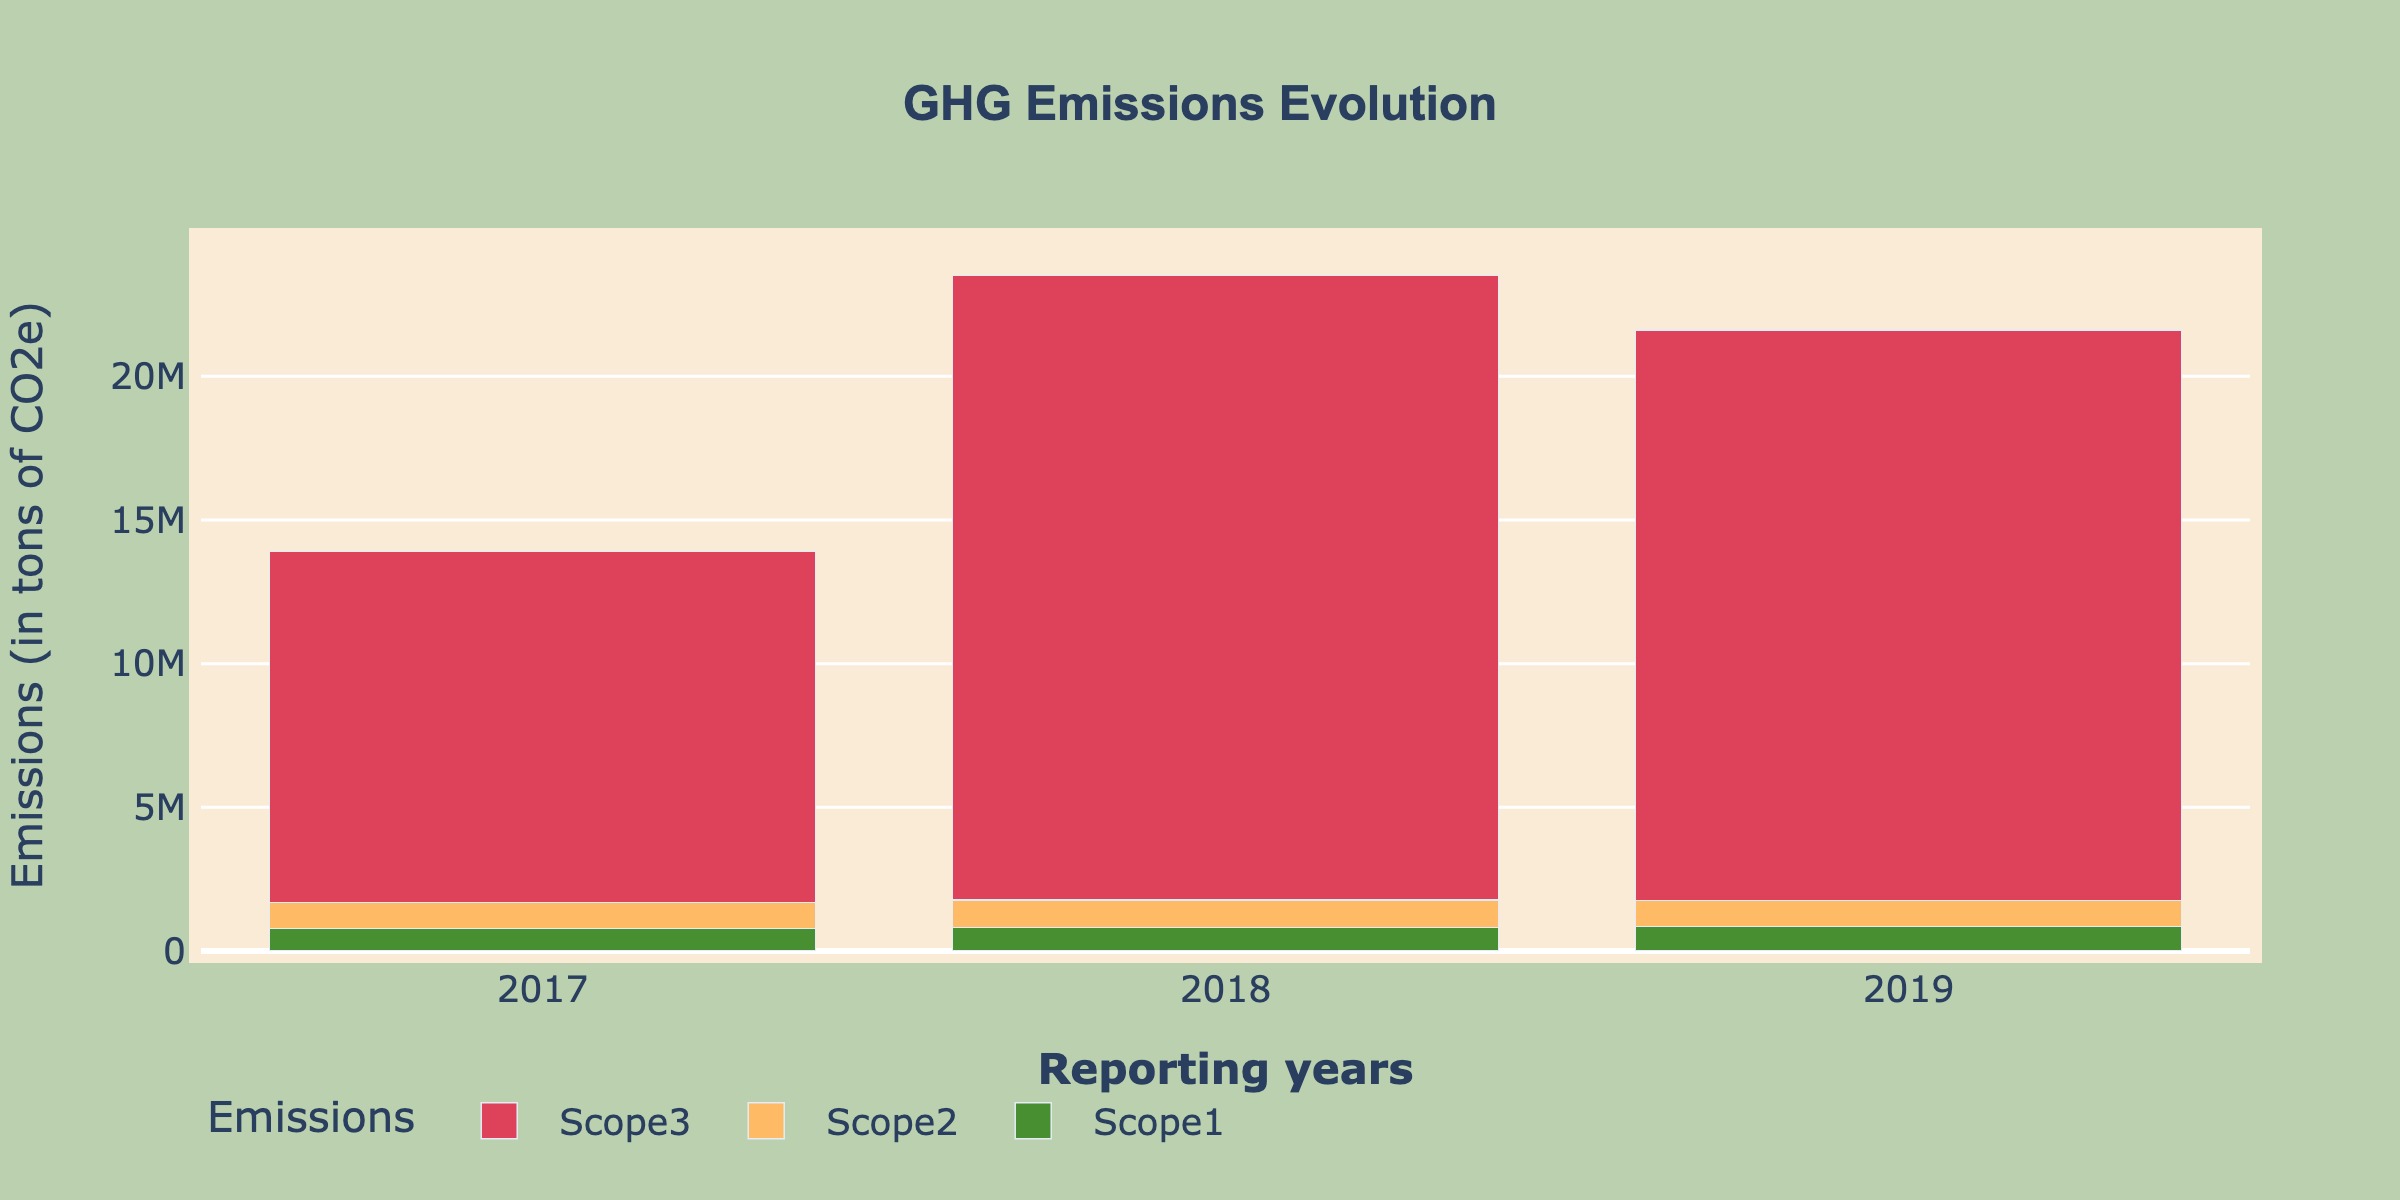 GHG Emissions Evolution
Emissions (in tons of CO2e)
20M
15M
10M
5M
0
2017 2018 2019
Reporting years
Emissions Scope3 Scope2 Scope1